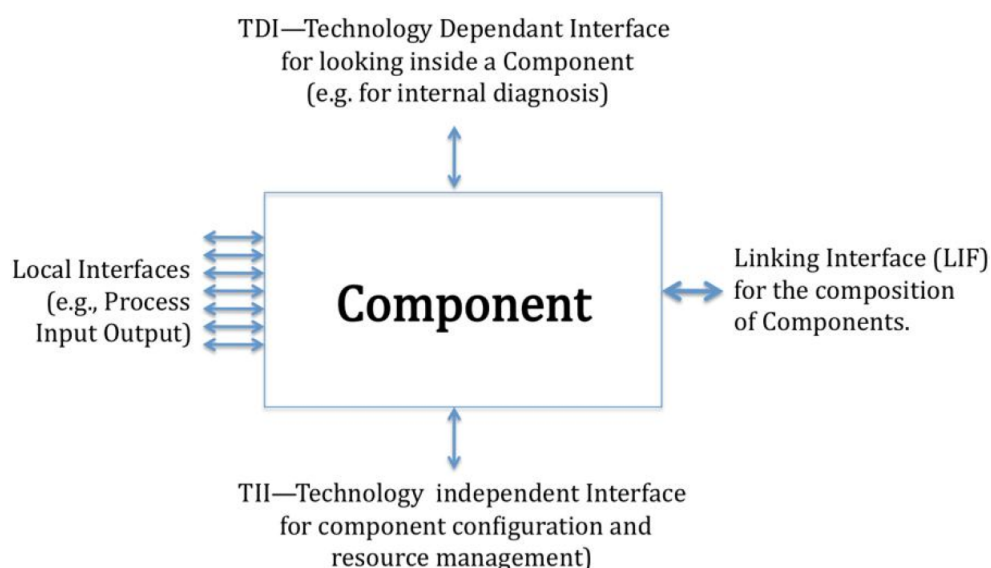 TDI—Technology Dependant Interface
for looking inside a Component
(e.g. for internal diagnosis)
Local Interfaces
(e.g., Process
Input Output)
Component
Linking Interface (LIF)
for the composition
of Components.
TII—Technology independent Interface
for component configuration and
resource management)